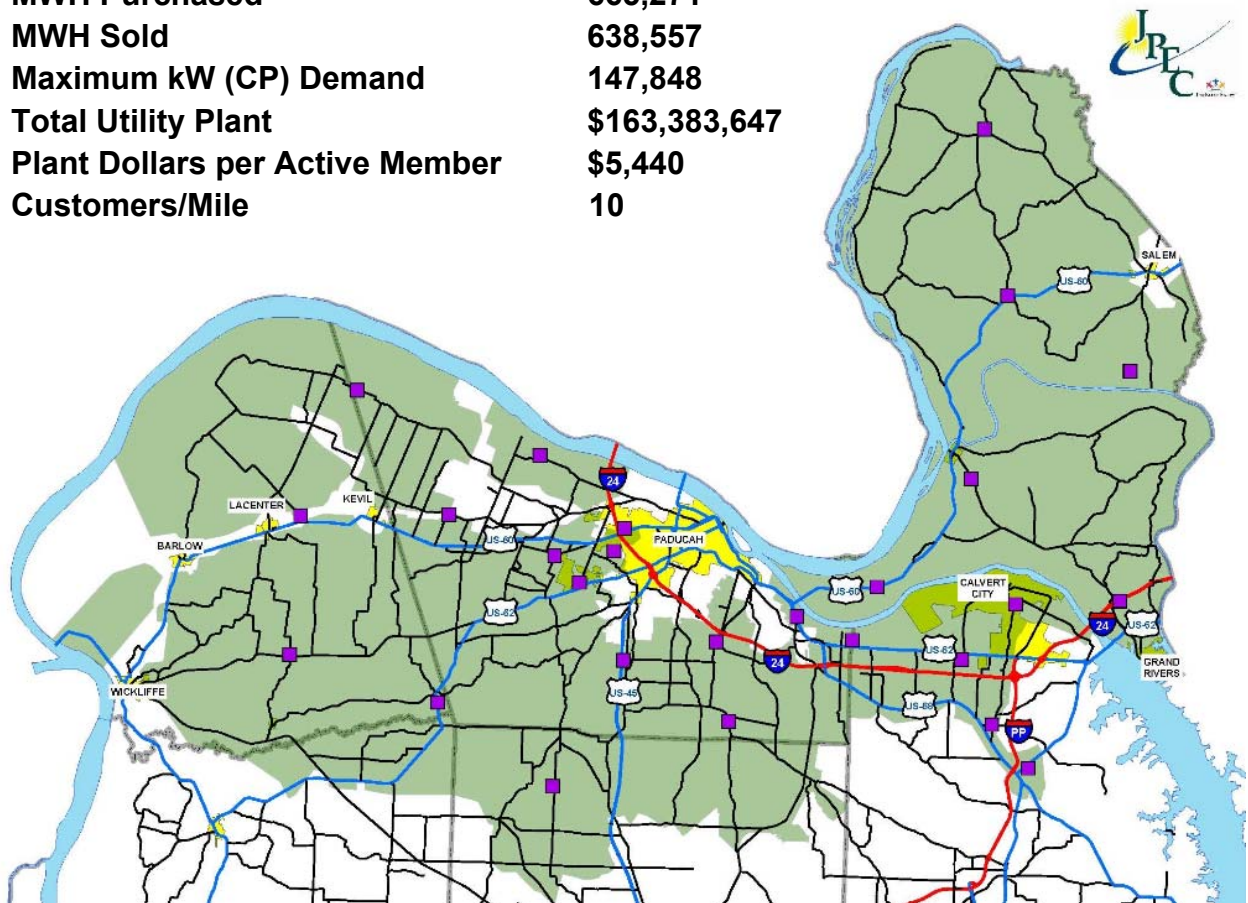 MWH Sold 638,557
Maximum kW (CP) Demand 147,848
Total Utility Plant $163,383,647
Plant Dollars per Active Member $5,440
Customers/Mile 10
JPEC
SALEM
US-60
24
KEVIL
LACENTER
BARLOW
US-60
PADUCAH
US-62
US-60
CALVERT
CITY
24
US-62
US-62
24
GRAND
RIVERS
WICKLIFFE
US-45
US-68
PP